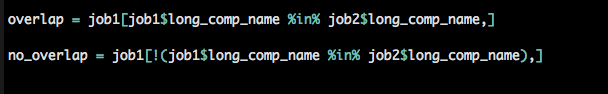 overlap = job1[job1$long_comp_name %in% job2$long_comp_name,]
no_overlap = job1[!(job1$long_comp_name %in% job2$long_comp_name),]